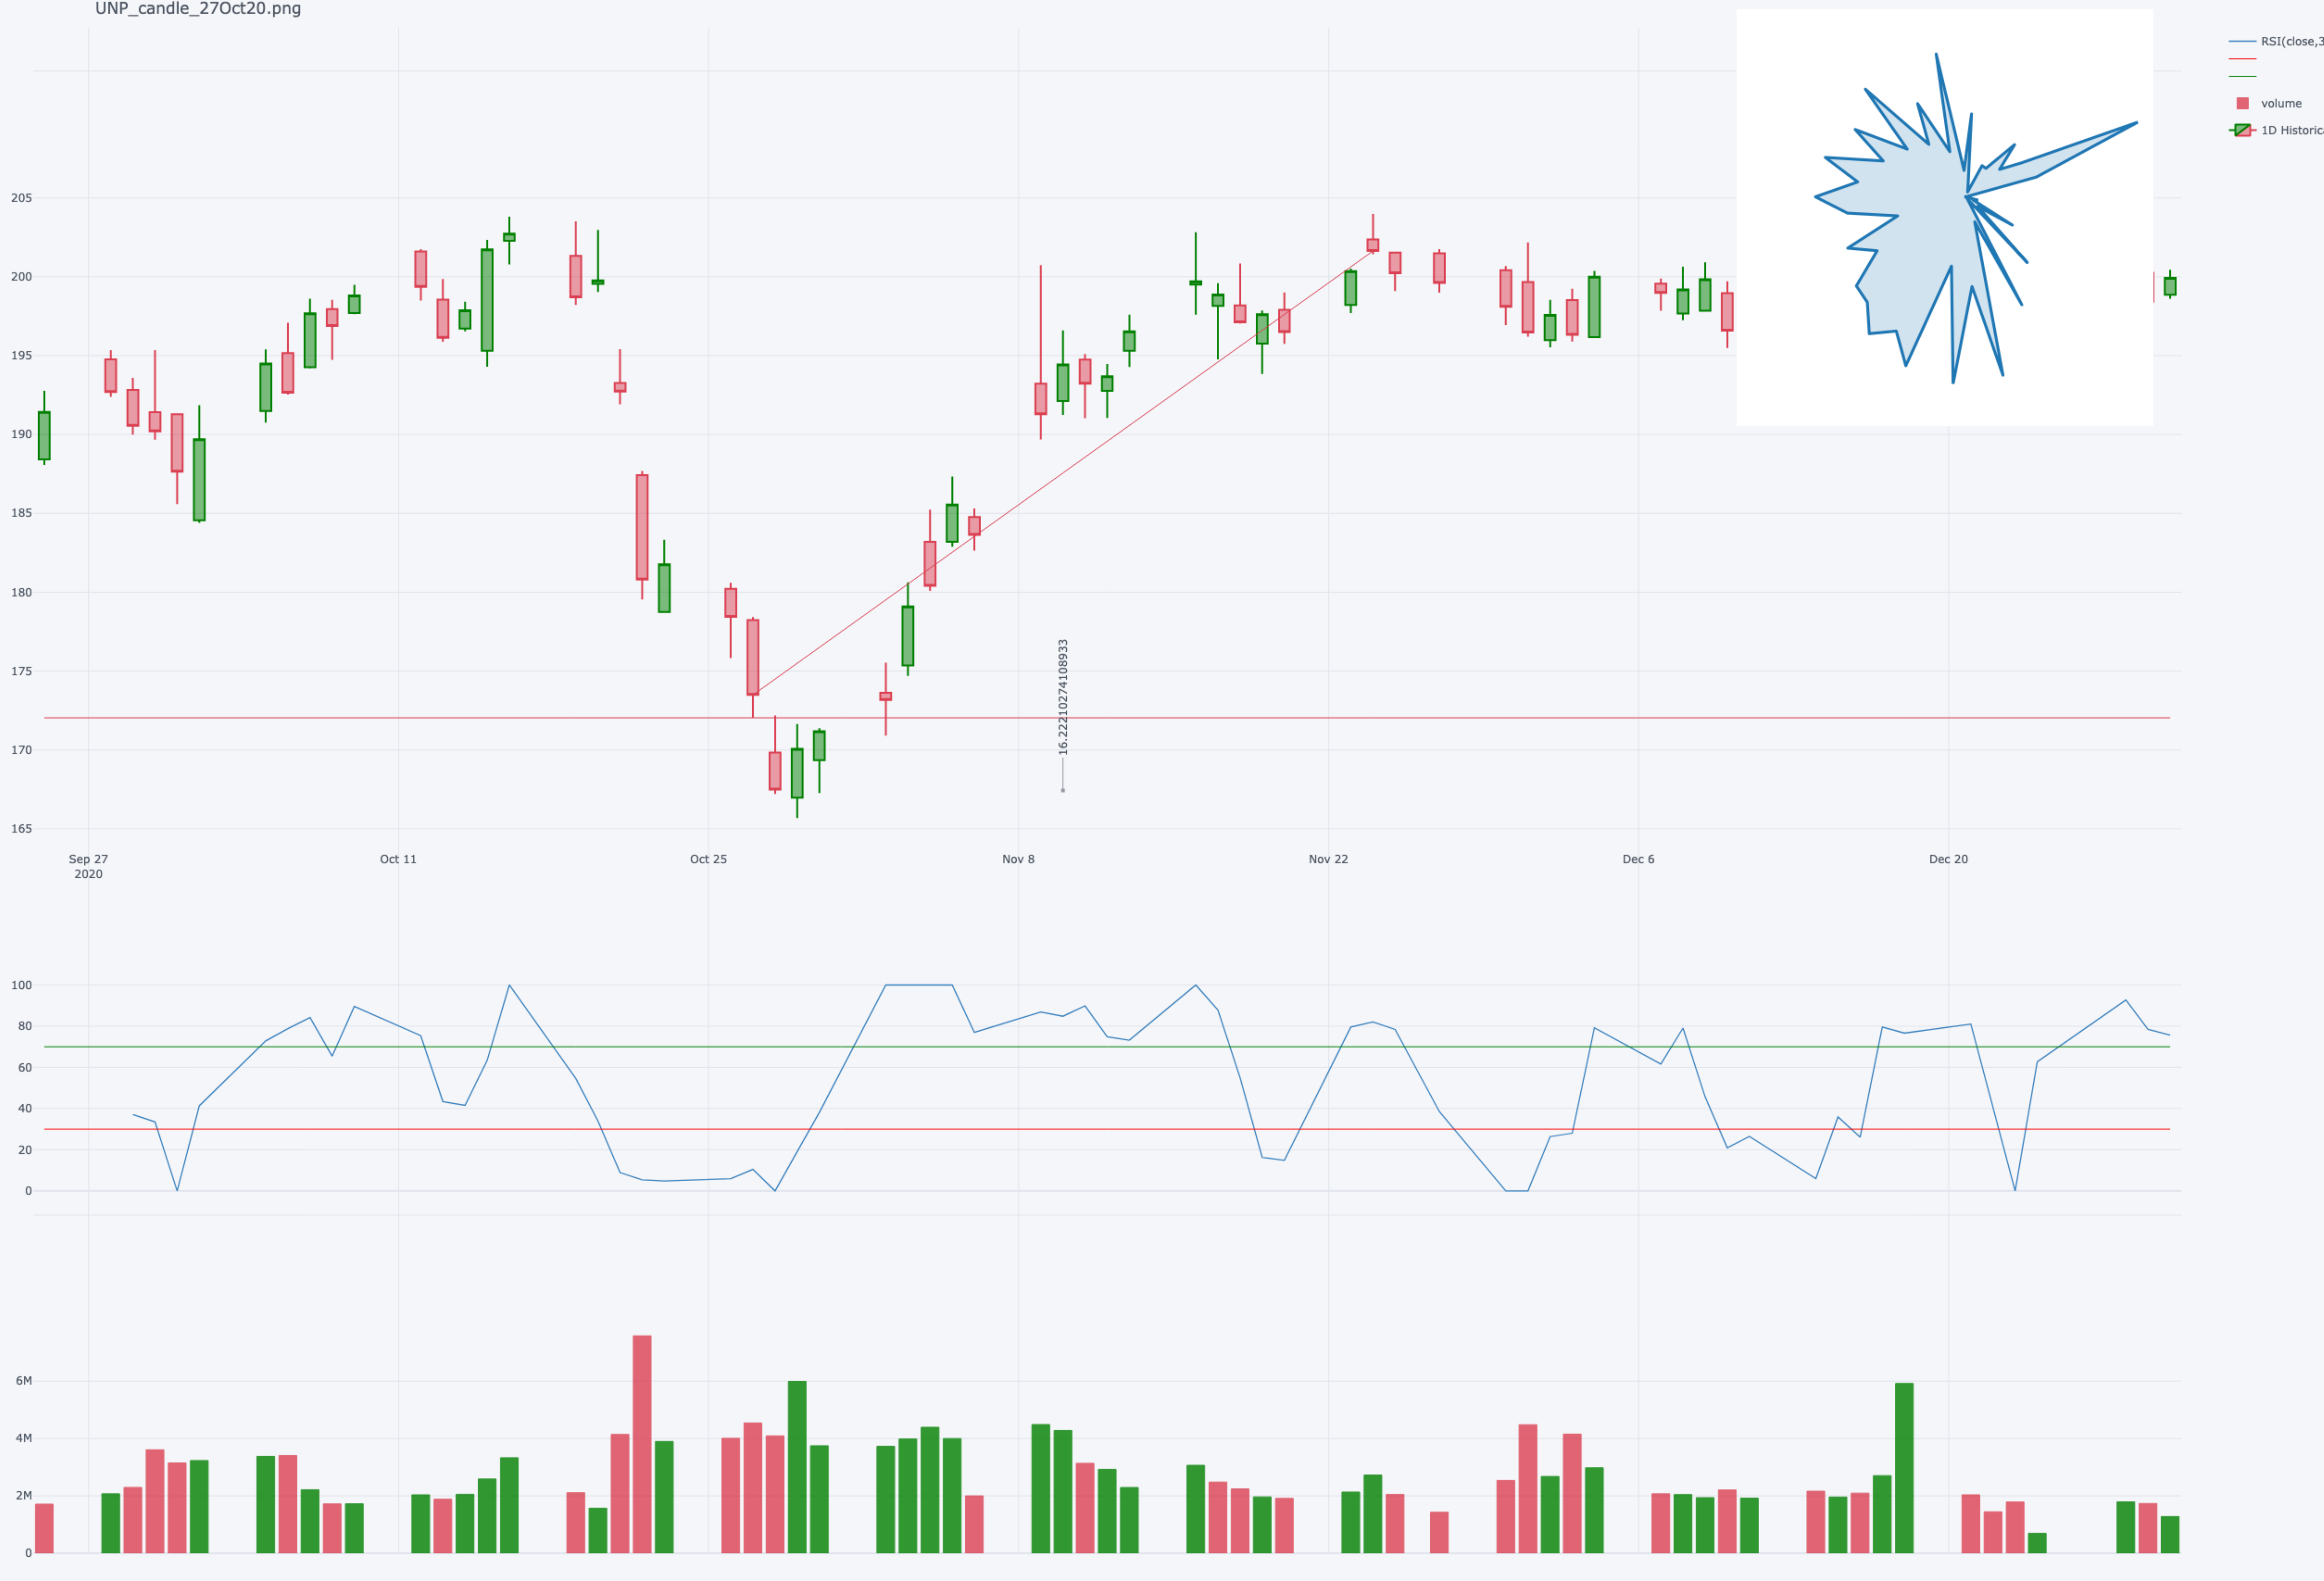 UNP_candle_27Oct20.png
RSI(close,3
volume
1D Historica
205
200
195
190
185
180
175
170
165
16.222102274108933
Sep 27
2020
Oct 11
Oct 25
Nov 8
Nov 22
Dec 6
Dec 20
100
80
60
40
20
0
6M
4M
2M
0